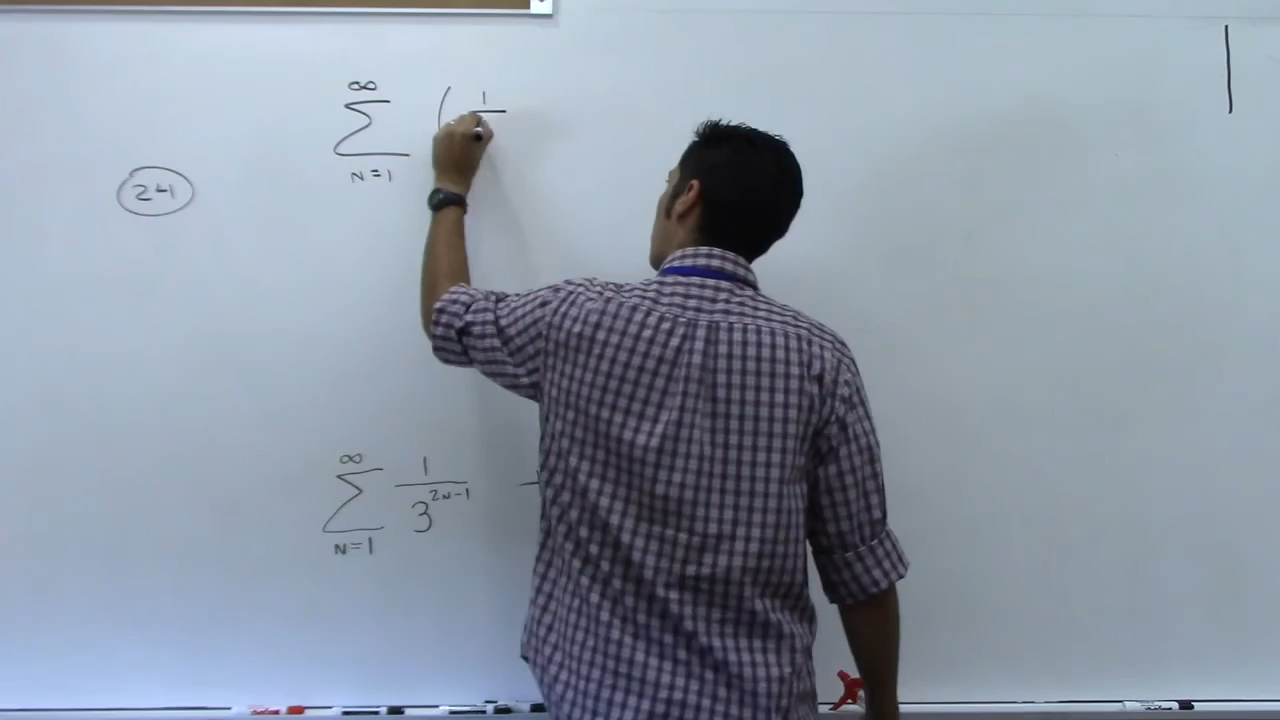 ∞
Σ ( 1/
N=1
24
∞
Σ 1/3^(2N-1)
N=1